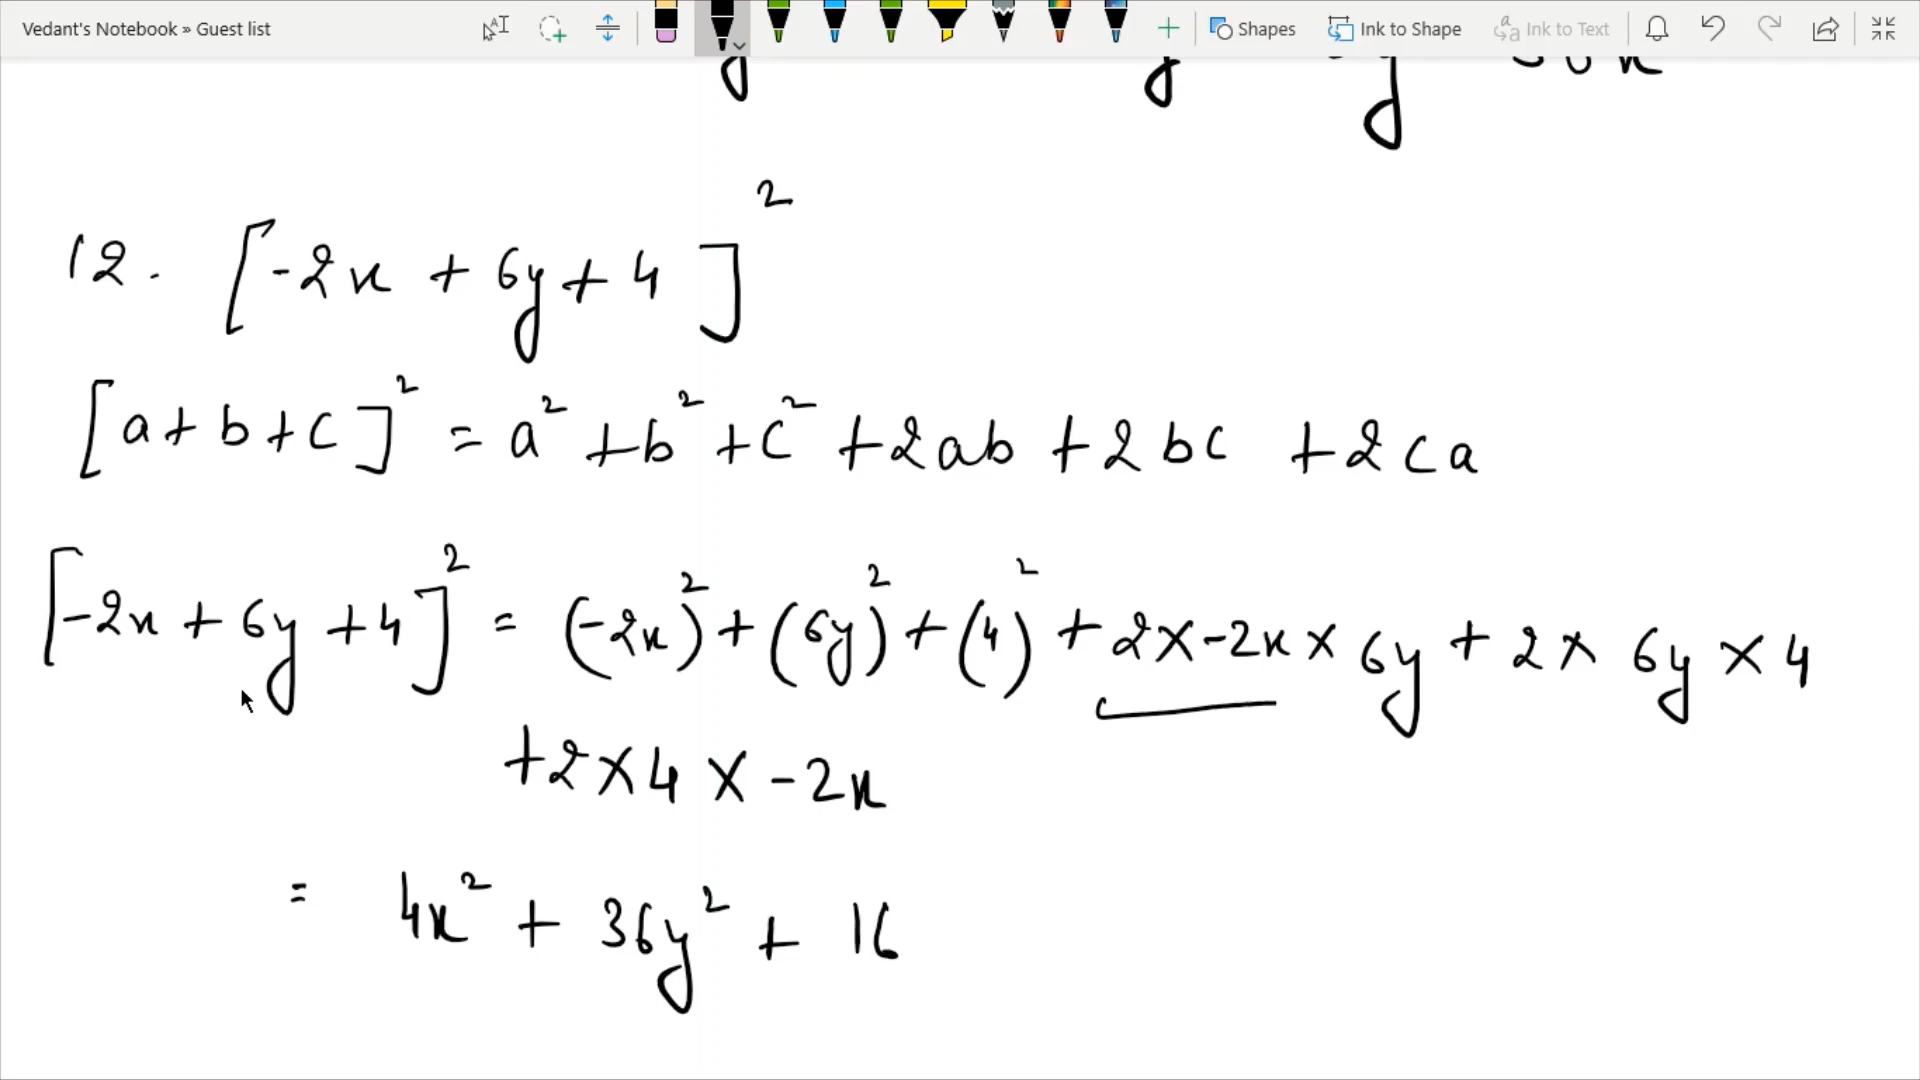 Vedant's Notebook » Guest list
Shapes
Ink to Shape
Ink to Text
12. [-2x + 6y + 4]²
[a + b + c]² = a² + b² + c² + 2ab + 2bc + 2ca
[-2x + 6y + 4]² = (-2x)² + (6y)² + (4)² + 2 × -2x × 6y + 2 × 6y × 4
+ 2 × 4 × -2x
= 4x² + 36y² + 16